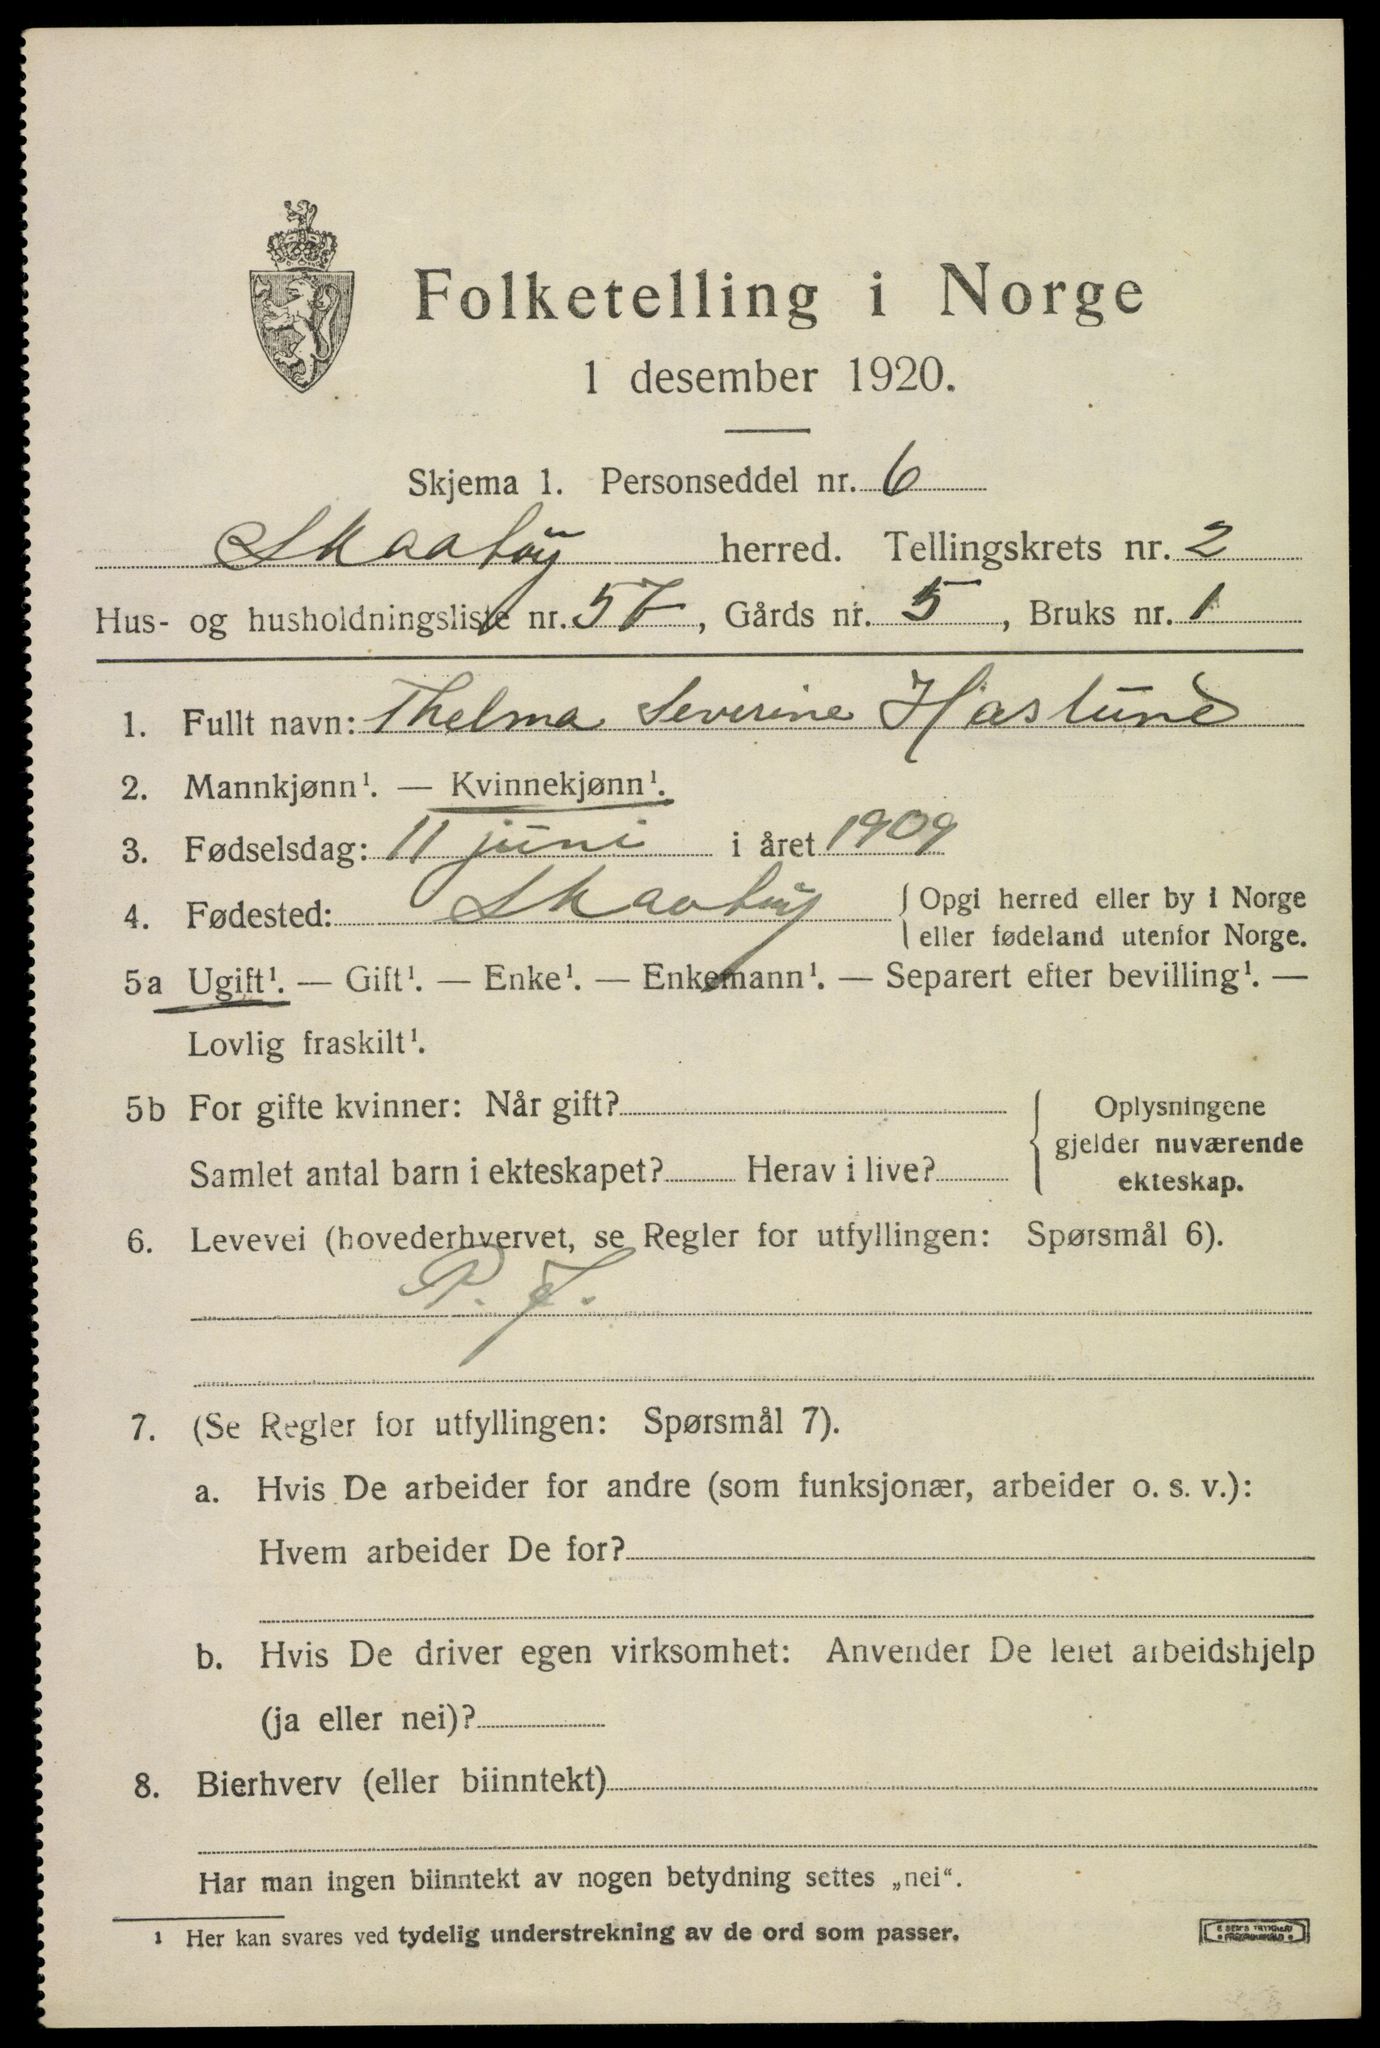 Folketelling i Norge
1 desember 1920.
Skjema 1. Personseddel nr. 6
Skaatøy herred. Tellingskrets nr. 2
Hus- og husholdningsliste nr. 57, Gårds nr. 5, Bruks nr. 1
1. Fullt navn: Thelma Severine Haslund
2. Mannkjønn¹. — Kvinnekjønn¹.
3. Fødselsdag: 11 juni i året 1909
4. Fødested: Skaatøy { Opgi herred eller by i Norge
eller fødeland utenfor Norge.
5a Ugift¹. — Gift¹. — Enke¹. — Enkemann¹. — Separert efter bevilling¹. —
Lovlig fraskilt¹.
5b For gifte kvinner: Når gift? { Oplysningene
gjelder nuværende
Samlet antal barn i ekteskapet? Herav i live?
ekteskap.
6. Levevei (hovederhvervet, se Regler for utfyllingen: Spørsmål 6).
P. F.
7. (Se Regler for utfyllingen: Spørsmål 7).
a. Hvis De arbeider for andre (som funksjonær, arbeider o. s. v.):
Hvem arbeider De for?
b. Hvis De driver egen virksomhet: Anvender De leiet arbeidshjelp
(ja eller nei)?
8. Bierhverv (eller biinntekt)
Har man ingen biinntekt av nogen betydning settes „nei“.
¹ Her kan svares ved tydelig understrekning av de ord som passer.